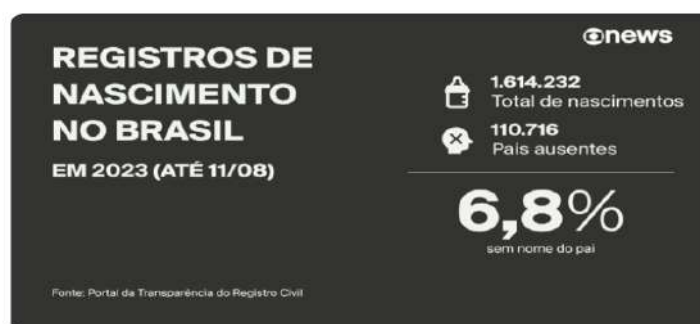 REGISTROS DE
NASCIMENTO
NO BRASIL
EM 2023 (ATÉ 11/08)
Fonte: Portal da Transparência do Registro Civil
news
1.614.232
Total de nascimentos
110.716
Pais ausentes
6,8%
sem nome do pai